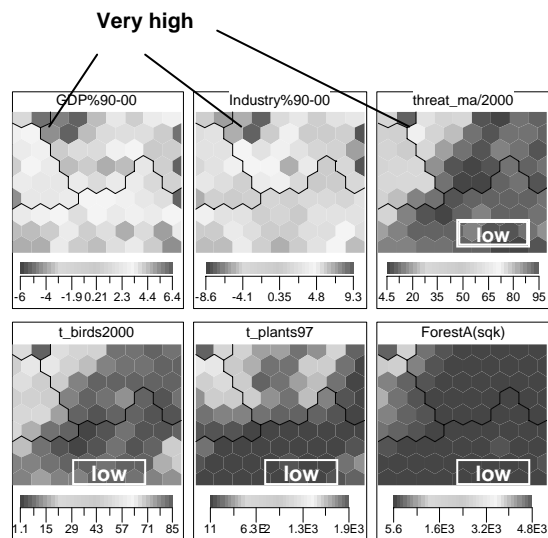 Very high
GDP%90-00 Industry%90-00 threat_ma/2000
low
-6 -4 -1.9 0.21 2.3 4.4 6.4 -8.6 -4.1 0.35 4.8 9.3 4.5 20 35 50 65 80 95
t_birds2000 t_plants97 ForestA(sqk)
low low low
1.1 15 29 43 57 71 85 11 6.3E2 1.3E3 1.9E3 5.6 1.6E3 3.2E3 4.8E3